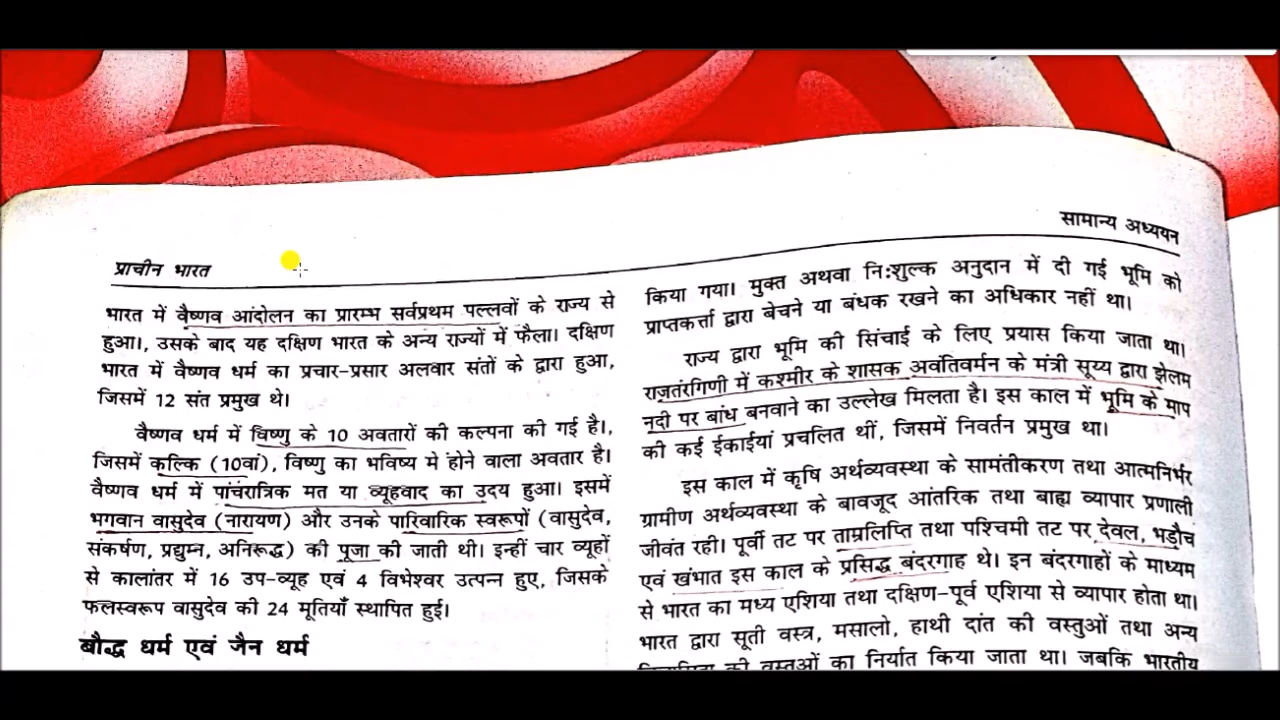 सामान्य अध्ययन
प्राचीन भारत
भारत में वैष्णव आंदोलन का प्रारम्भ सर्वप्रथम पल्लवों के राज्य से
हुआ।, उसके बाद यह दक्षिण भारत के अन्य राज्यों में फैला। दक्षिण
भारत में वैष्णव धर्म का प्रचार-प्रसार अलवार संतों के द्वारा हुआ,
जिसमें 12 संत प्रमुख थे।
वैष्णव धर्म में विष्णु के 10 अवतारों की कल्पना की गई है।,
जिसमें कल्कि (10वां), विष्णु का भविष्य मे होने वाला अवतार है।
वैष्णव धर्म में पांचरात्रिक मत या व्यूहवाद का उदय हुआ। इसमें
भगवान वासुदेव (नारायण) और उनके पारिवारिक स्वरूपों (वासुदेव,
संकर्षण, प्रद्युम्न, अनिरूद्ध) की पूजा की जाती थी। इन्हीं चार व्यूहों
से कालांतर में 16 उप-व्यूह एवं 4 विभेश्वर उत्पन्न हुए, जिसके
फलस्वरूप वासुदेव की 24 मूतियाँ स्थापित हुई।
बौद्ध धर्म एवं जैन धर्म
किया गया। मुक्त अथवा नि:शुल्क अनुदान में दी गई भूमि को
प्राप्तकर्त्ता द्वारा बेचने या बंधक रखने का अधिकार नहीं था।
राज्य द्वारा भूमि की सिंचाई के लिए प्रयास किया जाता था।
राजतंरगिणी में कश्मीर के शासक अवंतिवर्मन के मंत्री सूय्य द्वारा झेलम
नदी पर बांध बनवाने का उल्लेख मिलता है। इस काल में भूमि के माप
की कई ईकाईयां प्रचलित थीं, जिसमें निवर्तन प्रमुख था।
इस काल में कृषि अर्थव्यवस्था के सामंतीकरण तथा आत्मनिर्भर
ग्रामीण अर्थव्यवस्था के बावजूद आंतरिक तथा बाह्य व्यापार प्रणाली
जीवंत रही। पूर्वी तट पर ताम्रलिप्ति तथा पश्चिमी तट पर देवल, भड़ौच
एवं खंभात इस काल के प्रसिद्ध बंदरगाह थे। इन बंदरगाहों के माध्यम
से भारत का मध्य एशिया तथा दक्षिण-पूर्व एशिया से व्यापार होता था।
भारत द्वारा सूती वस्त्र, मसालो, हाथी दांत की वस्तुओं तथा अन्य
की वस्तुओं का निर्यात किया जाता था। जबकि भारतीय